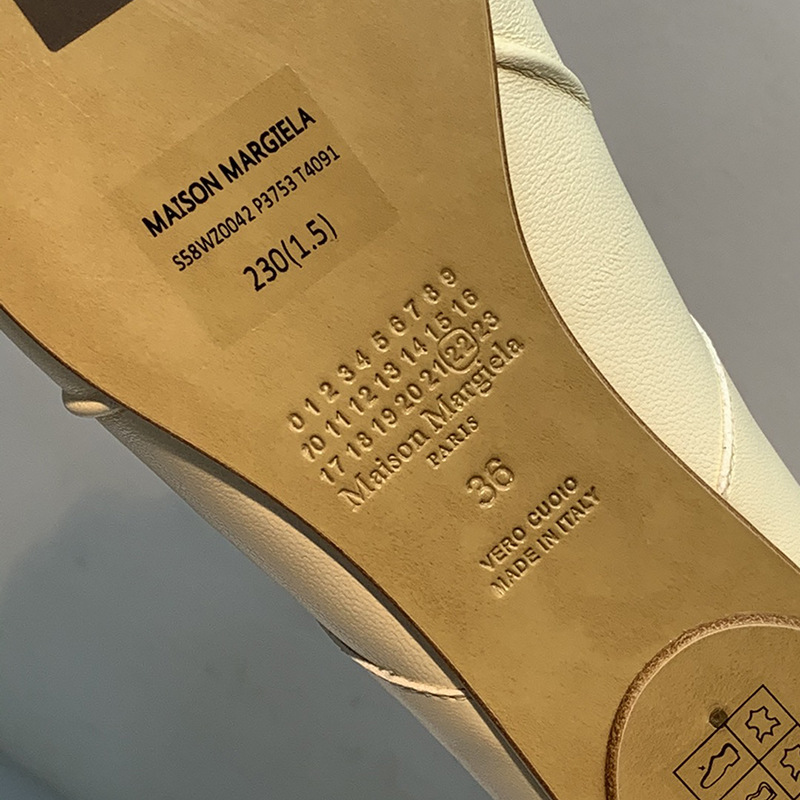 MAISON MARGIELA
S58WZ0042 P3753 T4091
230(1.5)
0 1 2 3 4 5 6 7 8 9
10 11 12 13 14 15 16
17 18 19 20 21 22 23
Maison Margiela
PARIS
36
VERO CUOIO
MADE IN ITALY